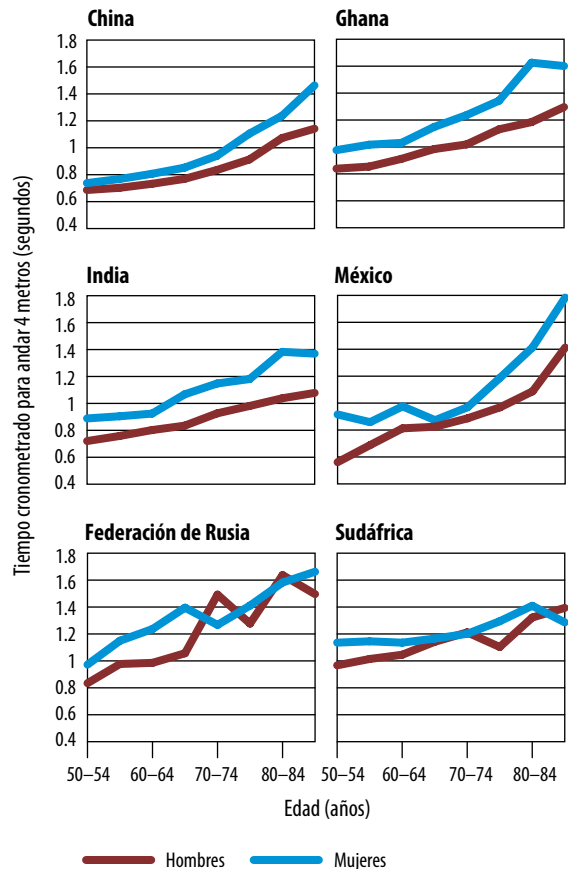 China
Ghana
1.8
1.6
1.4
1.2
1
0.8
0.6
0.4
India
México
1.8
1.6
1.4
1.2
1
0.8
0.6
0.4
Federación de Rusia
Sudáfrica
1.8
1.6
1.4
1.2
1
0.8
0.6
0.4
Tiempo cronometrado para andar 4 metros (segundos)
50–54 60–64 70–74 80–84
50–54 60–64 70–74 80–84
Edad (años)
Hombres
Mujeres